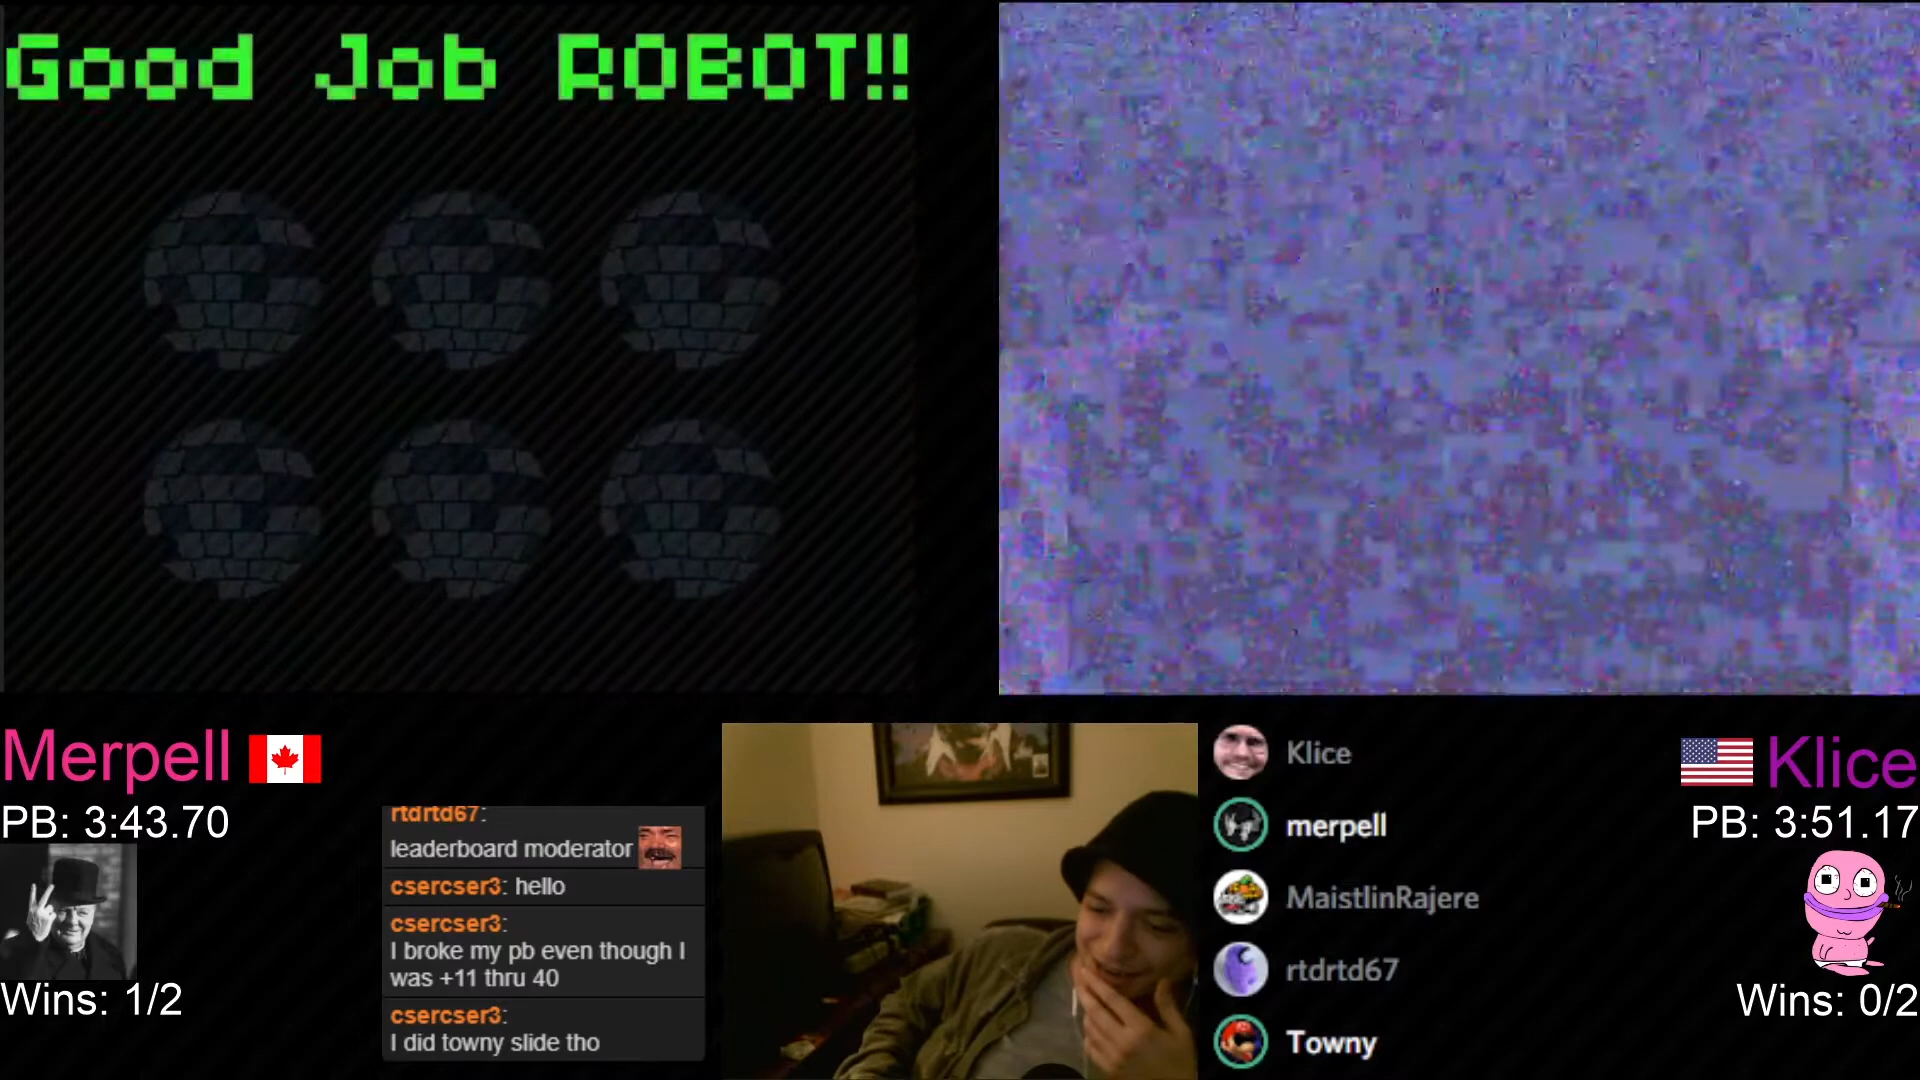 Good Job ROBOT!!
Merpell
PB: 3:43.70
Wins: 1/2
rtdrtd67:
leaderboard moderator
csercser3: hello
csercser3:
I broke my pb even though I
was +11 thru 40
csercser3:
I did towny slide tho
Klice
merpell
MaistlinRajere
rtdrtd67
Towny
Klice
PB: 3:51.17
Wins: 0/2